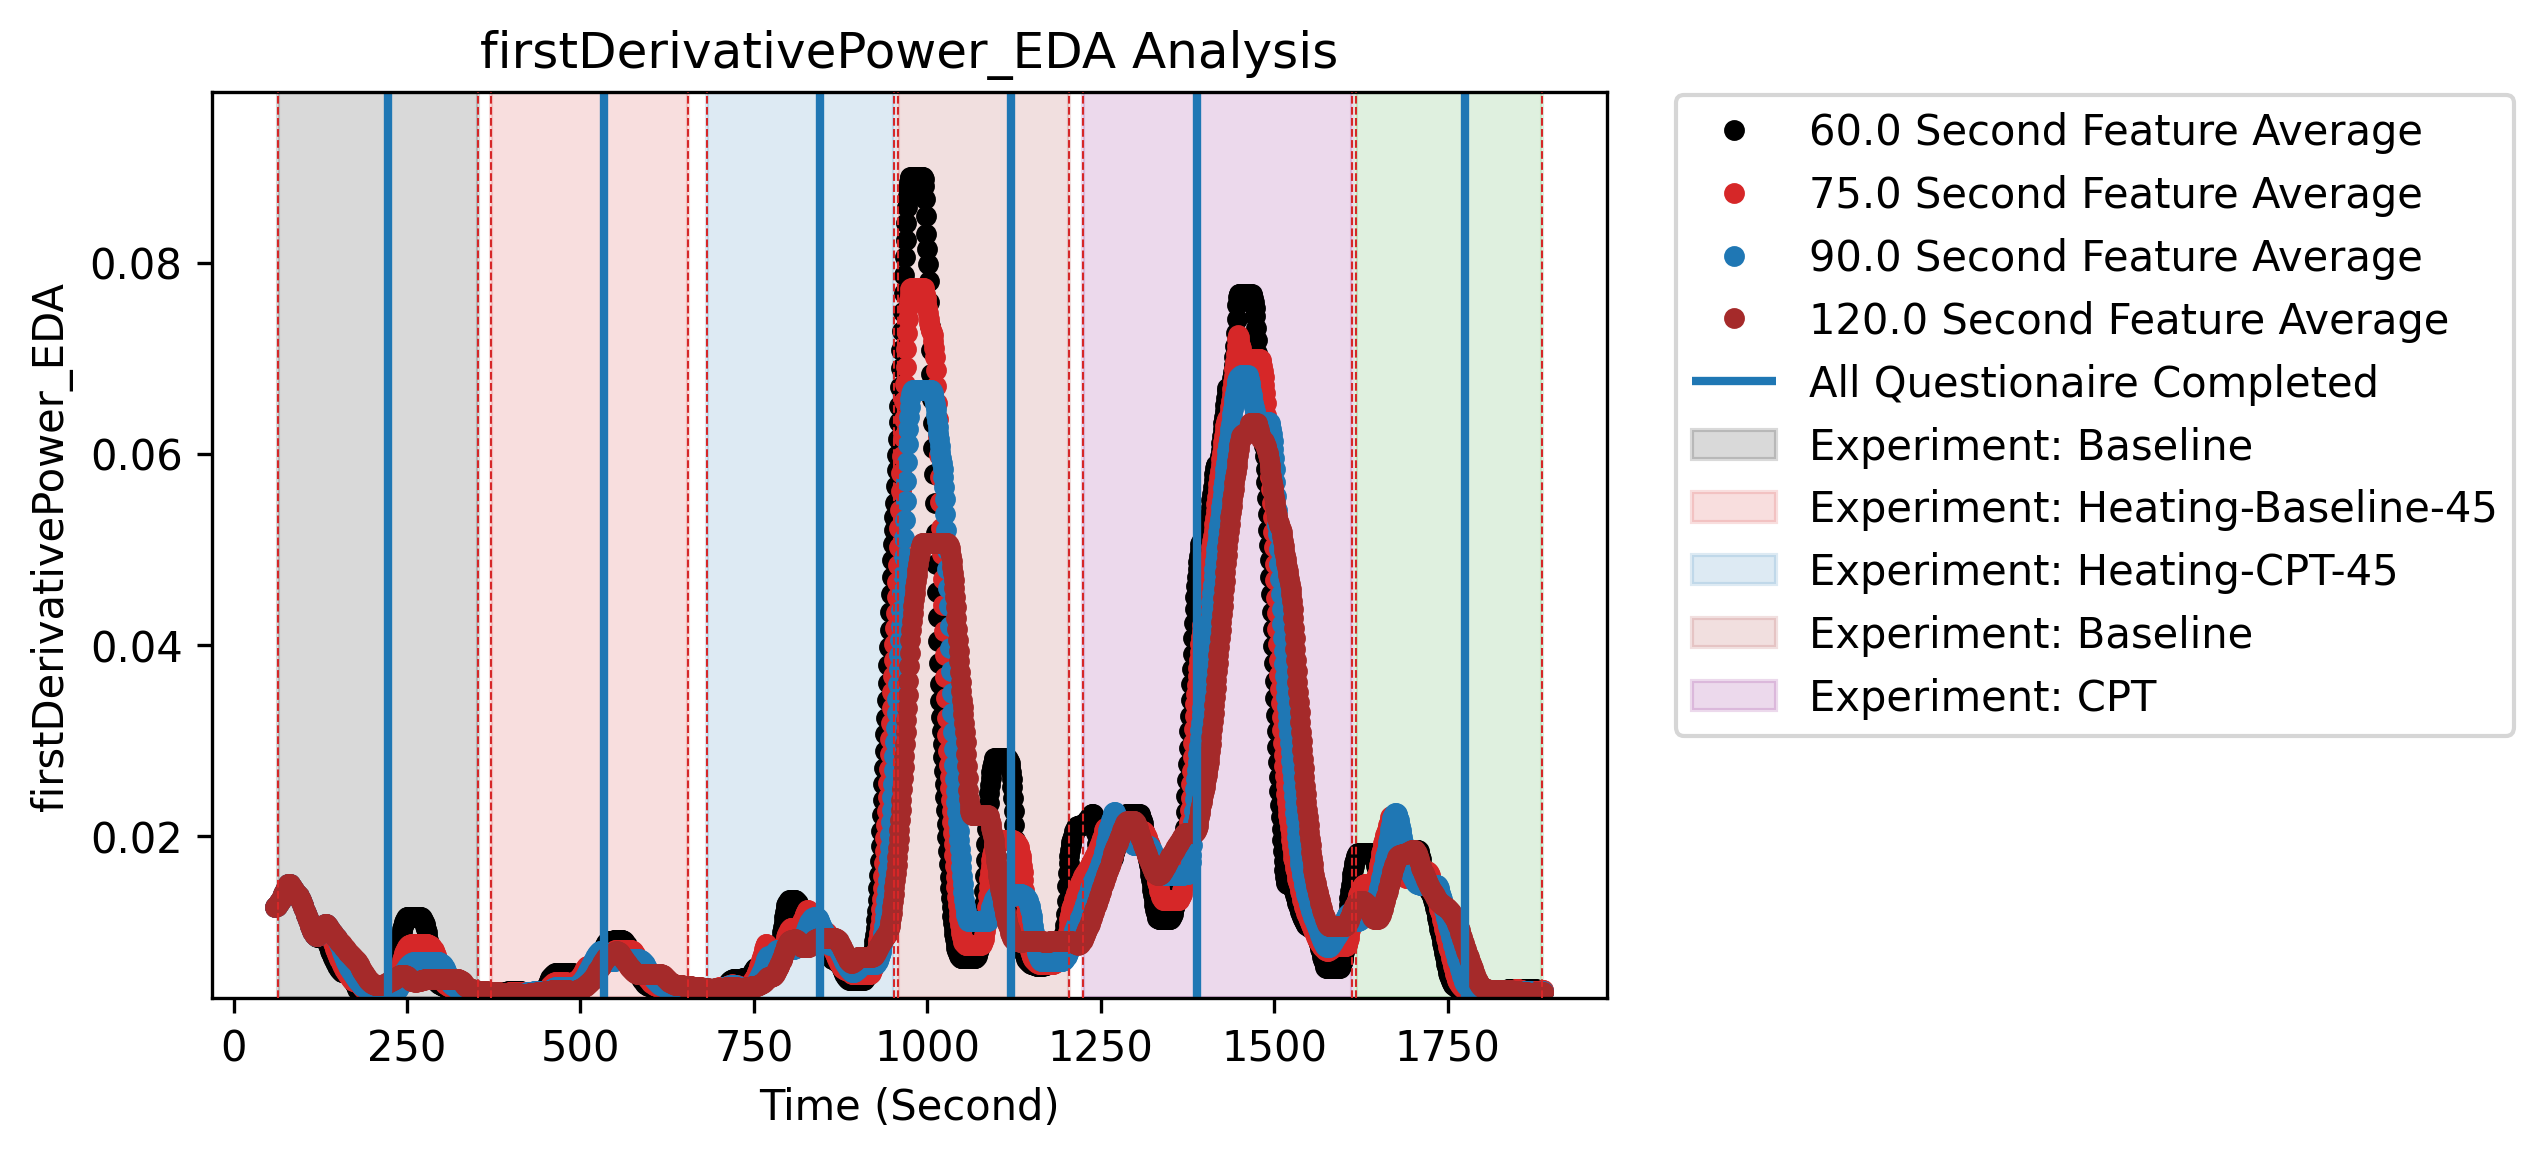 firstDerivativePower_EDA Analysis
firstDerivativePower_EDA
0.08
0.06
0.04
0.02
0 250 500 750 1000 1250 1500 1750
Time (Second)
60.0 Second Feature Average
75.0 Second Feature Average
90.0 Second Feature Average
120.0 Second Feature Average
All Questionaire Completed
Experiment: Baseline
Experiment: Heating-Baseline-45
Experiment: Heating-CPT-45
Experiment: Baseline
Experiment: CPT